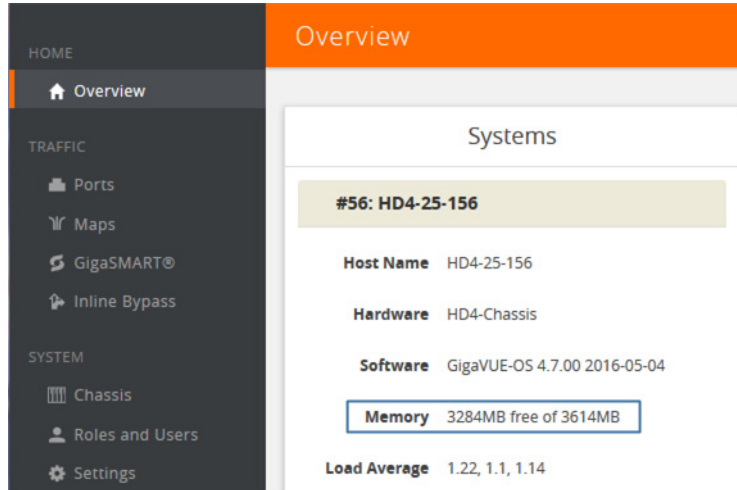 Overview
HOME
Overview
TRAFFIC
Ports
Maps
GigaSMART®
Inline Bypass
SYSTEM
Chassis
Roles and Users
Settings
Systems
#56: HD4-25-156
Host Name HD4-25-156
Hardware HD4-Chassis
Software GigaVUE-OS 4.7.00 2016-05-04
Memory 3284MB free of 3614MB
Load Average 1.22, 1.1, 1.14